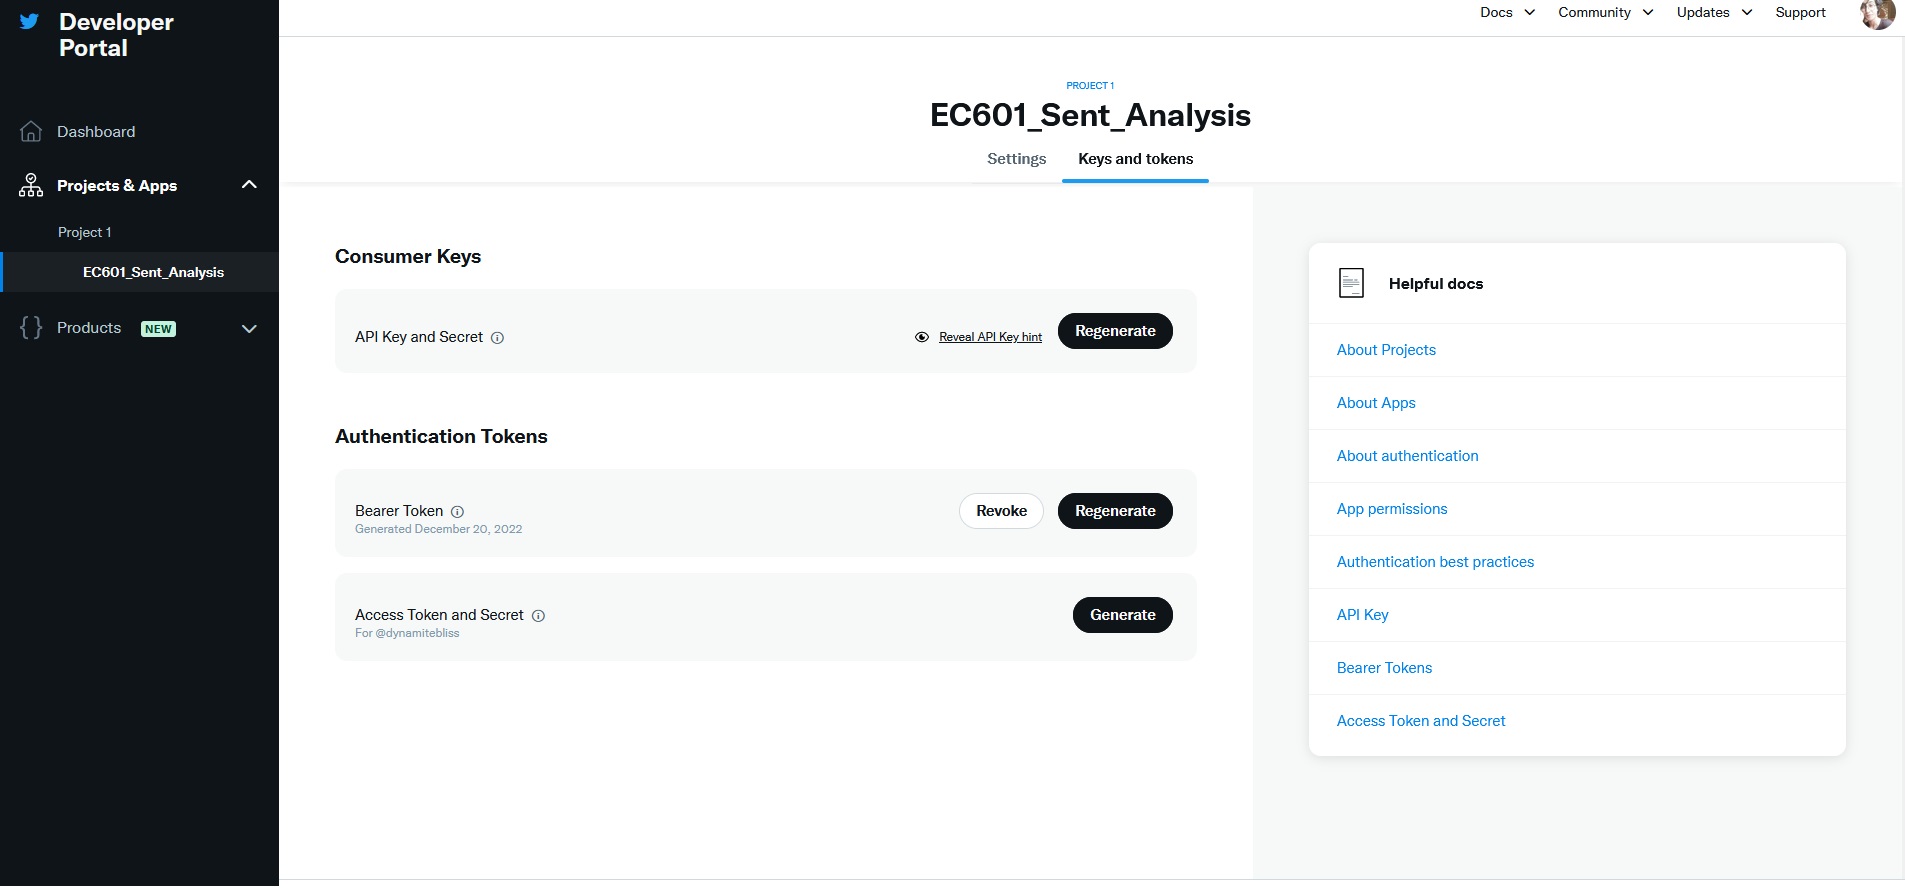 Developer
Portal
Docs Community Updates Support
Dashboard
Projects & Apps
Project 1
EC601_Sent_Analysis
Products NEW
PROJECT 1
EC601_Sent_Analysis
Settings Keys and tokens
Consumer Keys
API Key and Secret Reveal API Key hint Regenerate
Authentication Tokens
Bearer Token Revoke Regenerate
Generated December 20, 2022
Access Token and Secret Generate
For @dynamitebliss
Helpful docs
About Projects
About Apps
About authentication
App permissions
Authentication best practices
API Key
Bearer Tokens
Access Token and Secret